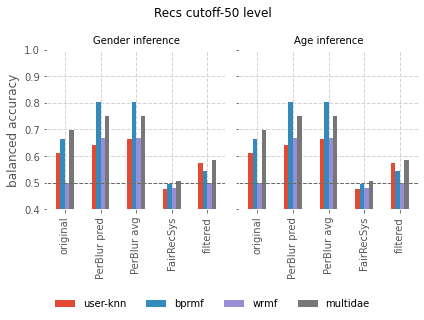 Recs cutoff-50 level
Gender inference
Age inference
balanced accuracy
1.0
0.9
0.8
0.7
0.6
0.5
0.4
original
PerBlur pred
PerBlur avg
FairRecSys
filtered
original
PerBlur pred
PerBlur avg
FairRecSys
filtered
user-knn
bprmf
wrmf
multidae